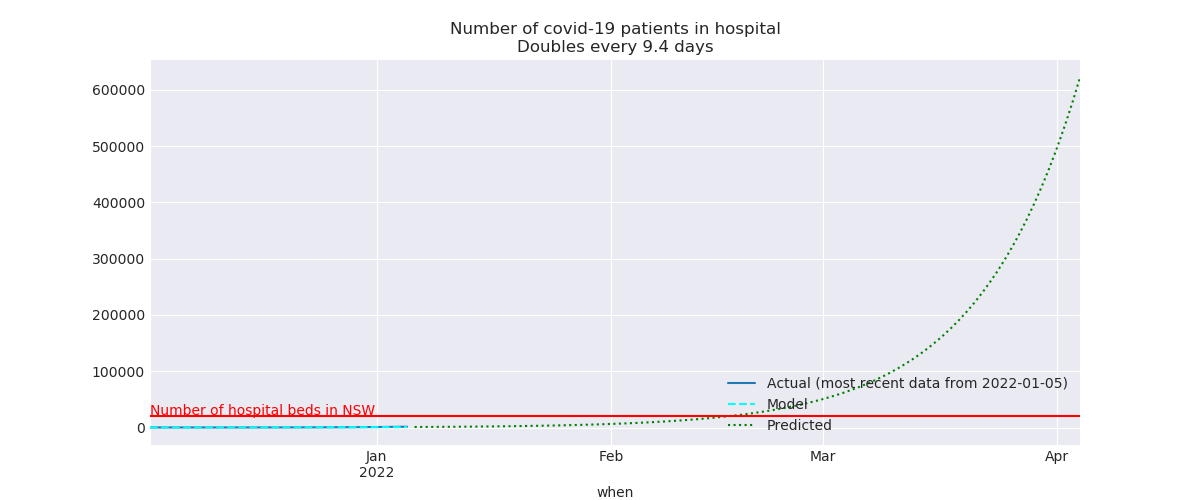 Number of covid-19 patients in hospital
Doubles every 9.4 days
600000
500000
400000
300000
200000
100000
0
Number of hospital beds in NSW
Actual (most recent data from 2022-01-05)
Model
Predicted
Jan
2022
Feb
Mar
Apr
when